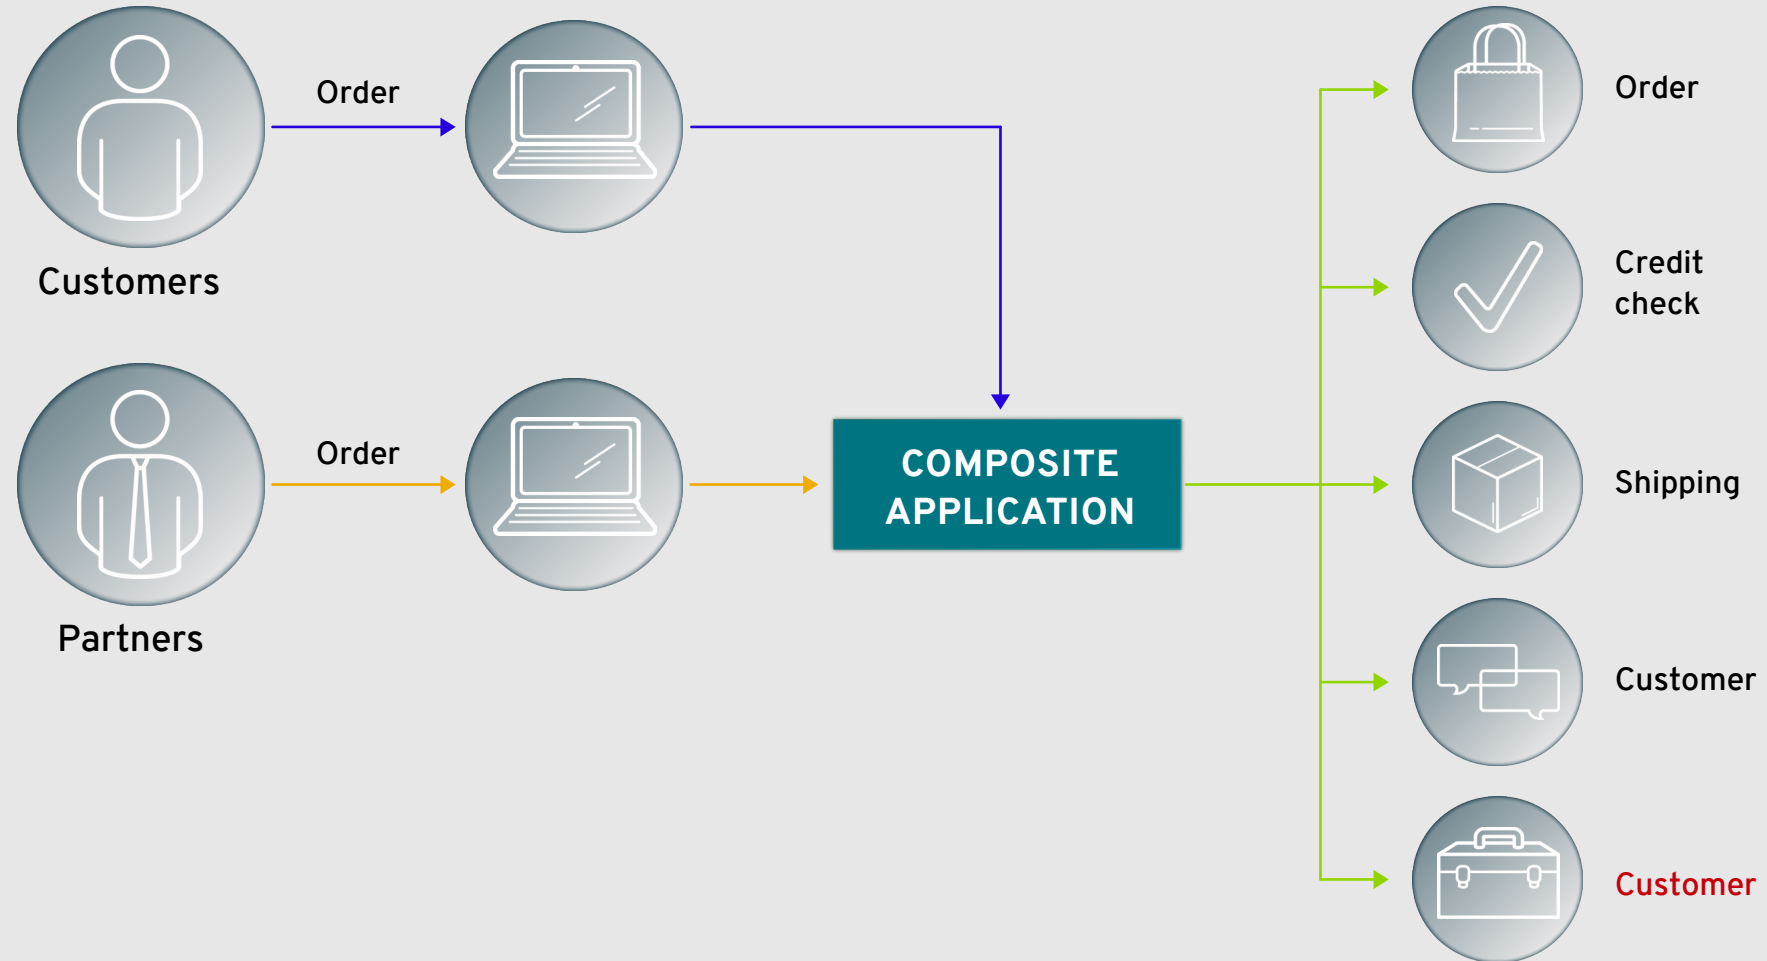 Order
Customers
Order
Partners
COMPOSITE
APPLICATION
Order
Credit
check
Shipping
Customer
Customer